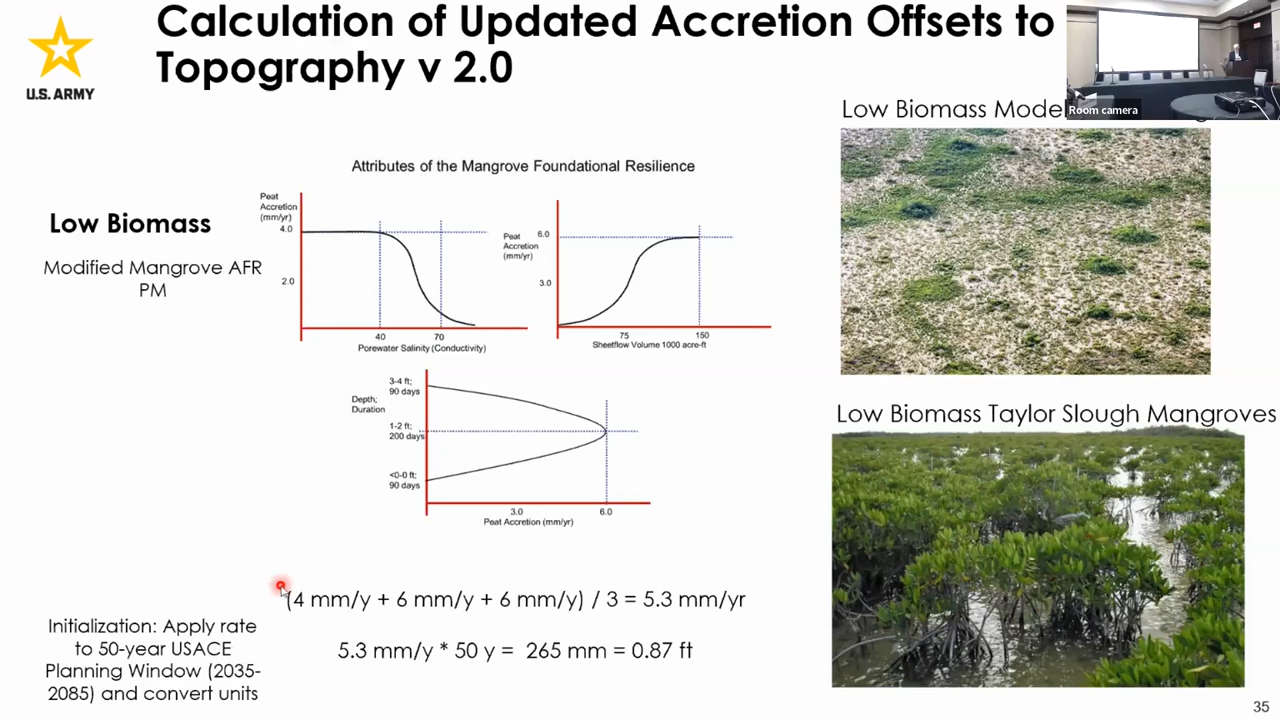 Calculation of Updated Accretion Offsets to
Topography v 2.0
U.S. ARMY
Room camera
Low Biomass
Modified Mangrove AFR
PM
Attributes of the Mangrove Foundational Resilience
Peat
Accretion
(mm/yr)
4.0
2.0
40
70
Porewater Salinity (Conductivity)
Peat
Accretion
(mm/yr)
6.0
3.0
75
150
Sheetflow Volume 1000 acre-ft
Depth;
Duration
3-4 ft;
90 days
1-2 ft;
200 days
<0-0 ft;
90 days
3.0
6.0
Peat Accretion (mm/yr)
Low Biomass Model
Low Biomass Taylor Slough Mangroves
Initialization: Apply rate
to 50-year USACE
Planning Window (2035-
2085) and convert units
(4 mm/y + 6 mm/y + 6 mm/y) / 3 = 5.3 mm/yr
5.3 mm/y * 50 y = 265 mm = 0.87 ft
35